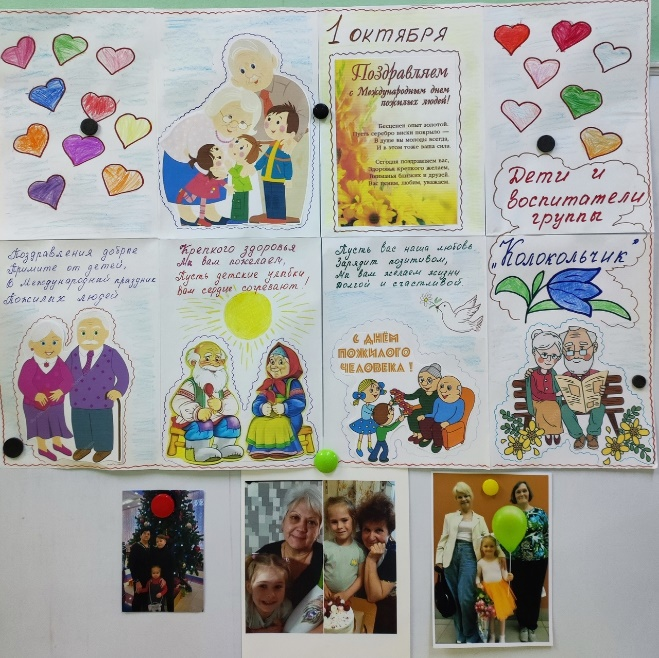 1 ОКТЯБРЯ
Поздравляем
с Международным днем
пожилых людей!
Бесценен опыт золотой.
Пусть серебро виски покрыло —
В душе вы молоды всегда,
И в этом тоже ваша сила.
Сегодня поздравляем вас,
Здоровья крепкого желаем,
Вас ценим, любим, уважаем.
Дети и
воспитатели
группы
"Колокольчик"
Поздравления добрые
Примите от детей,
В Международный праздник
Пожилых людей
Крепкого здоровья
Мы вам пожелаем,
Пусть детские улыбки
вам сердце согревают!
Пусть вас наша любовь
Зарядит позитивом,
Мы вам желаем жизни
Долгой и счастливой.
С ДНЁМ
ПОЖИЛОГО
ЧЕЛОВЕКА!